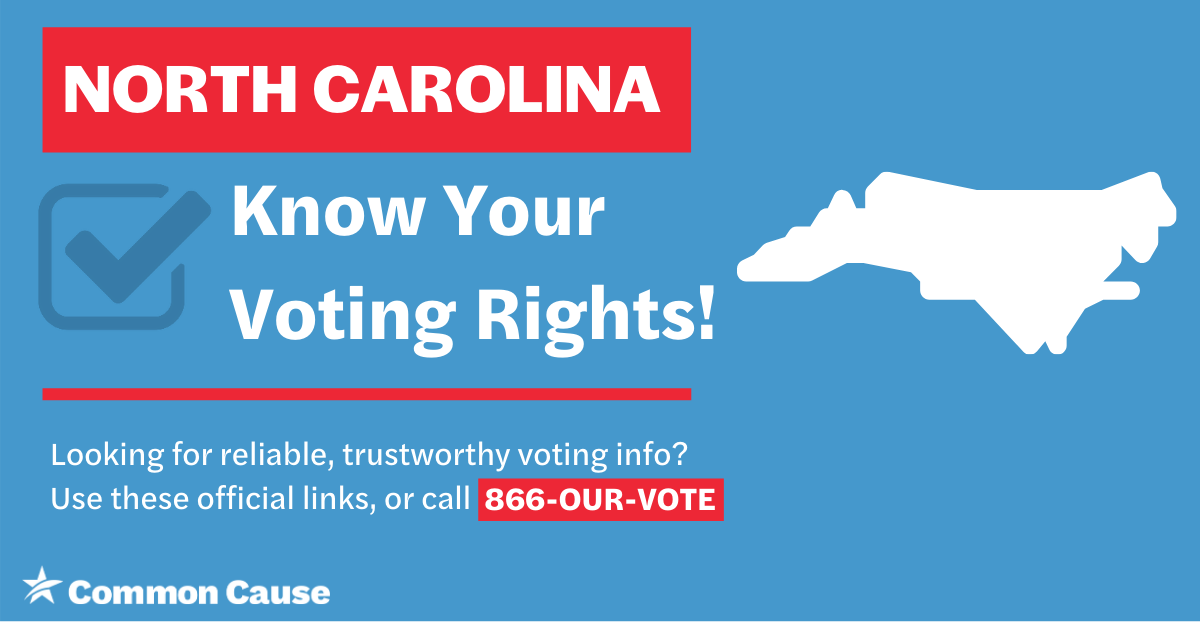 NORTH CAROLINA
Know Your
Voting Rights!
Looking for reliable, trustworthy voting info?
Use these official links, or call 866-OUR-VOTE
Common Cause